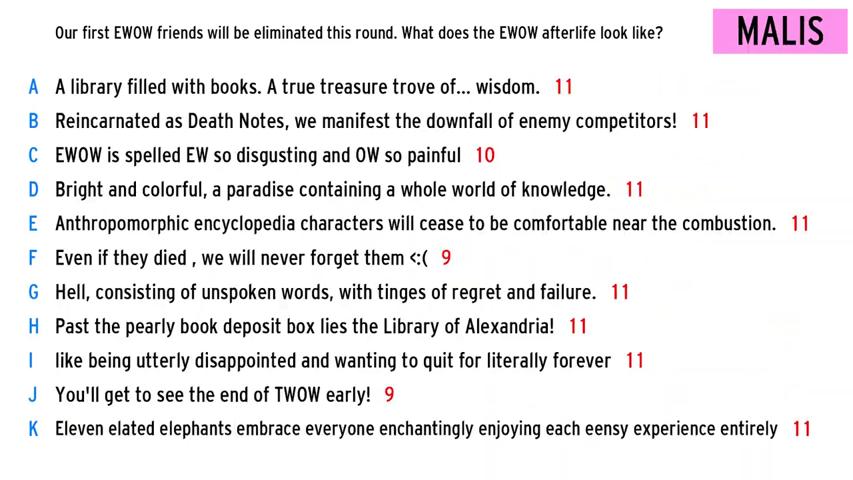 Our first EWOW friends will be eliminated this round. What does the EWOW afterlife look like?
MALIS
A A library filled with books. A true treasure trove of... wisdom. 11
B Reincarnated as Death Notes, we manifest the downfall of enemy competitors! 11
C EWOW is spelled EW so disgusting and OW so painful 10
D Bright and colorful, a paradise containing a whole world of knowledge. 11
E Anthropomorphic encyclopedia characters will cease to be comfortable near the combustion. 11
F Even if they died , we will never forget them <:( 9
G Hell, consisting of unspoken words, with tinges of regret and failure. 11
H Past the pearly book deposit box lies the Library of Alexandria! 11
I like being utterly disappointed and wanting to quit for literally forever 11
J You'll get to see the end of TWOW early! 9
K Eleven elated elephants embrace everyone enchantingly enjoying each eensy experience entirely 11